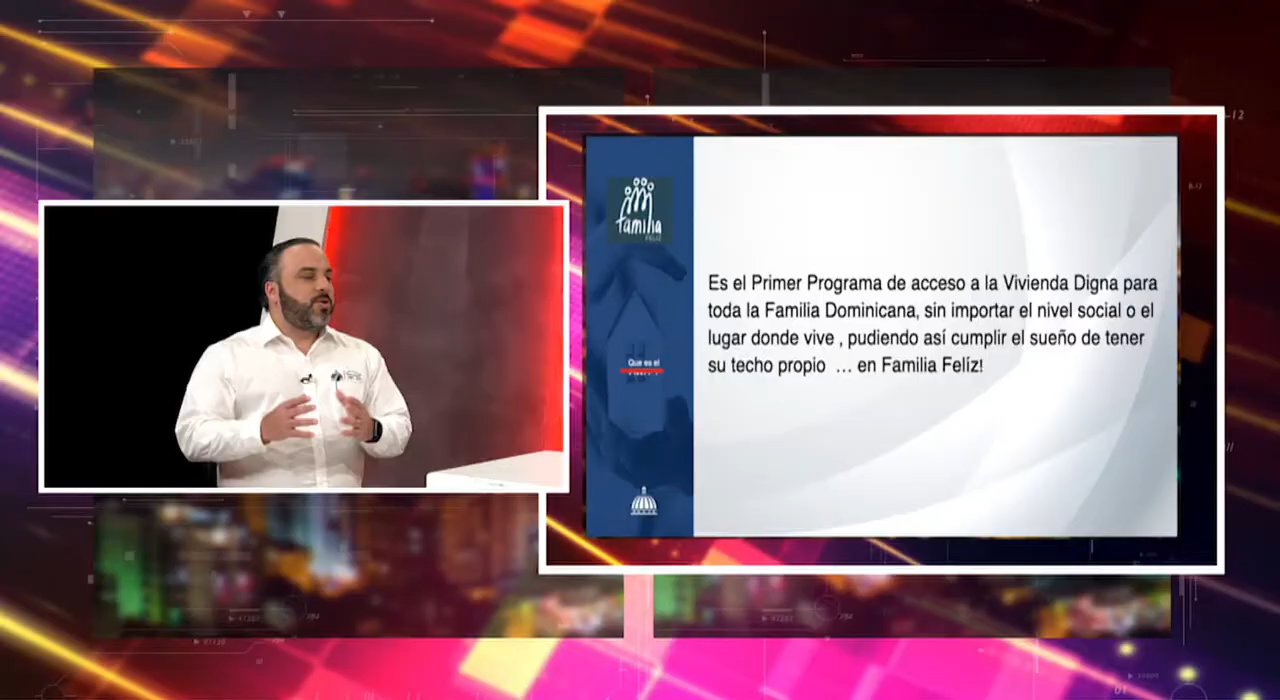 familia
FELIZ
Es el Primer Programa de acceso a la Vivienda Digna para
toda la Familia Dominicana, sin importar el nivel social o el
lugar donde vive , pudiendo así cumplir el sueño de tener
su techo propio … en Familia Felíz!
Que es el